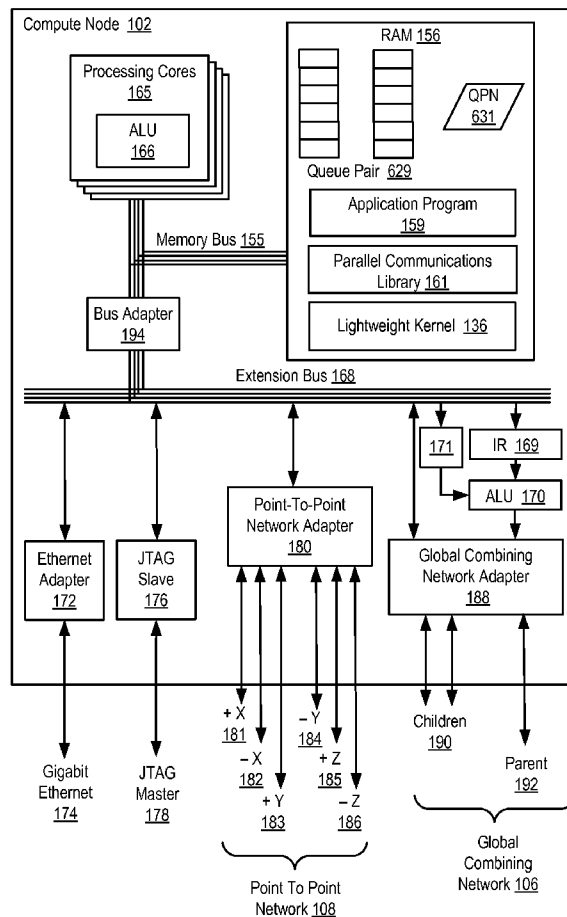 Compute Node 102
Processing Cores
165
ALU
166
RAM 156
QPN
631
Queue Pair 629
Application Program
159
Parallel Communications
Library 161
Lightweight Kernel 136
Memory Bus 155
Bus Adapter
194
Extension Bus 168
171
IR 169
ALU 170
Point-To-Point
Network Adapter
180
Ethernet
Adapter
172
JTAG
Slave
176
Global Combining
Network Adapter
188
+ X
181
– X
182
+ Y
183
– Y
184
+ Z
185
– Z
186
Children
190
Parent
192
Gigabit
Ethernet
174
JTAG
Master
178
Point To Point
Network 108
Global
Combining
Network 106